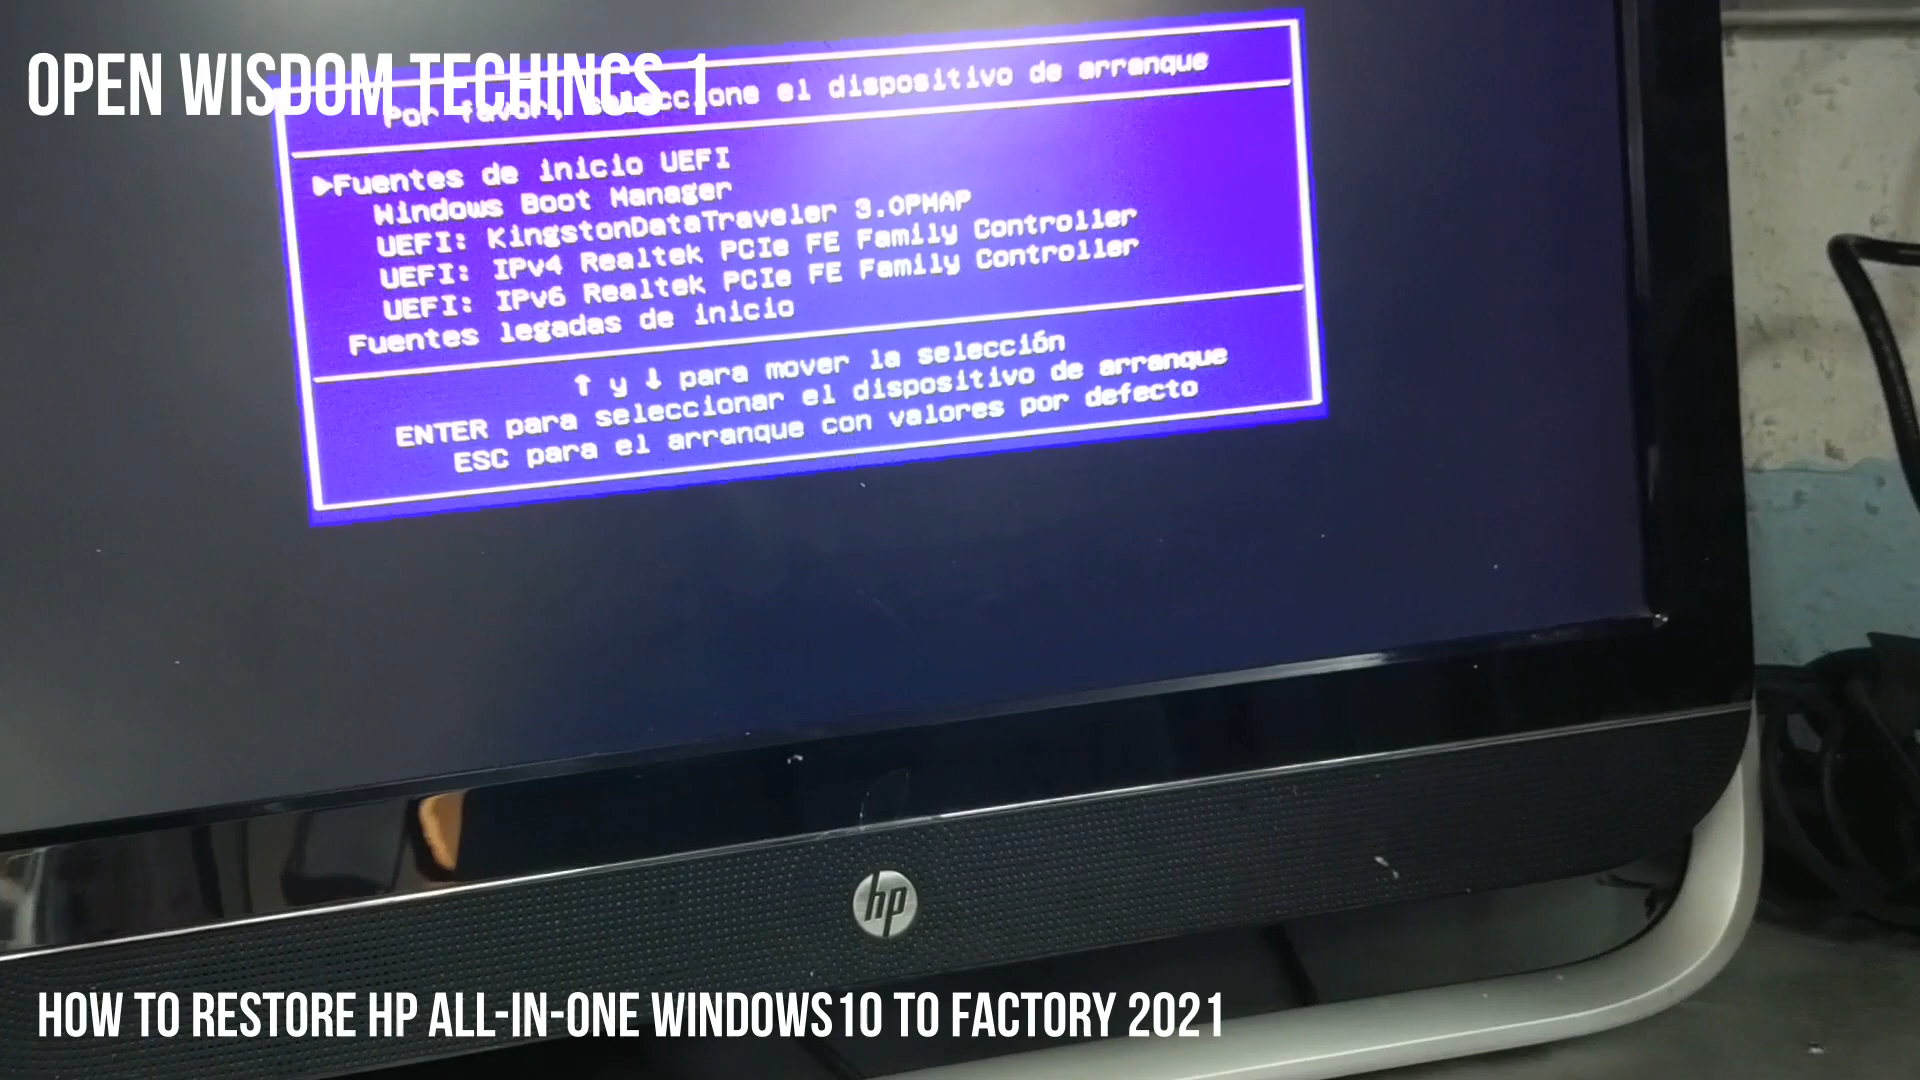 OPEN WISDOM TECHINCS 1
Por favor, seleccione el dispositivo de arranque
Fuentes de inicio UEFI
Windows Boot Manager
UEFI: KingstonDataTraveler 3.0PMAP
UEFI: IPv4 Realtek PCIe FE Family Controller
UEFI: IPv6 Realtek PCIe FE Family Controller
Fuentes legadas de inicio
↑ y ↓ para mover la selección
ENTER para seleccionar el dispositivo de arranque
ESC para el arranque con valores por defecto
hp
HOW TO RESTORE HP ALL-IN-ONE WINDOWS10 TO FACTORY 2021